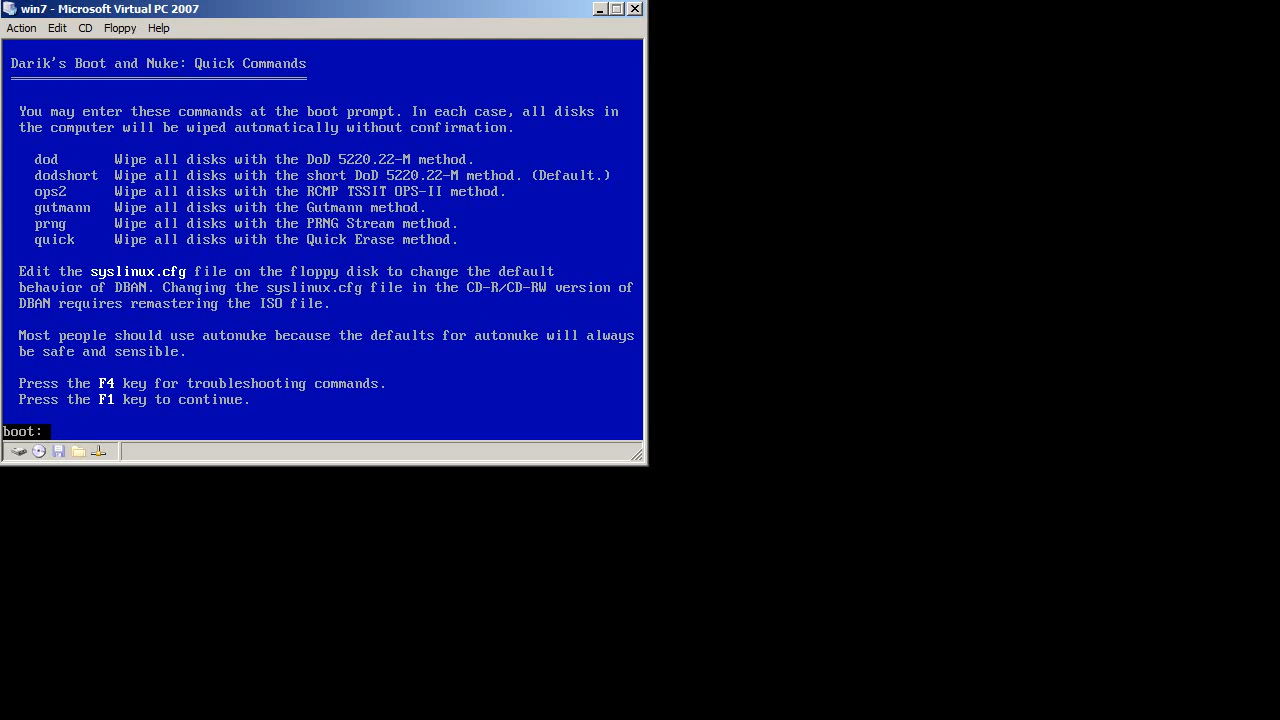 win7 - Microsoft Virtual PC 2007
Action Edit CD Floppy Help
Darik's Boot and Nuke: Quick Commands
You may enter these commands at the boot prompt. In each case, all disks in
the computer will be wiped automatically without confirmation.
dod Wipe all disks with the DoD 5220.22-M method.
dodshort Wipe all disks with the short DoD 5220.22-M method. (Default.)
ops2 Wipe all disks with the RCMP TSSIT OPS-II method.
gutmann Wipe all disks with the Gutmann method.
prng Wipe all disks with the PRNG Stream method.
quick Wipe all disks with the Quick Erase method.
Edit the syslinux.cfg file on the floppy disk to change the default
behavior of DBAN. Changing the syslinux.cfg file in the CD-R/CD-RW version of
DBAN requires remastering the ISO file.
Most people should use autonuke because the defaults for autonuke will always
be safe and sensible.
Press the F4 key for troubleshooting commands.
Press the F1 key to continue.
boot: